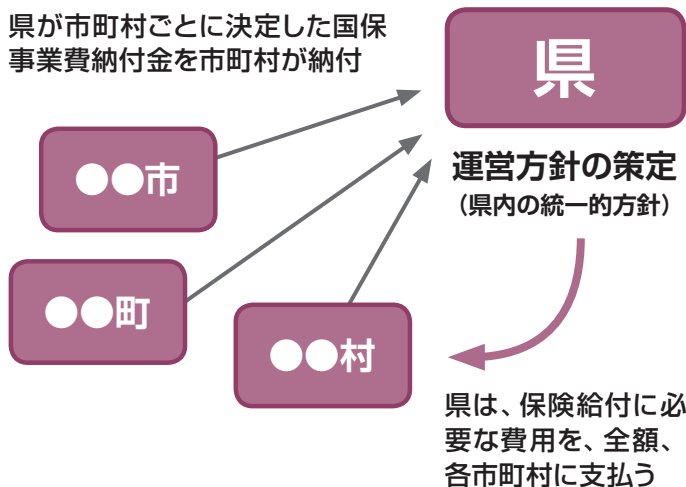 県が市町村ごとに決定した国保
事業費納付金を市町村が納付
県
●●市
運営方針の策定
（県内の統一的方針）
●●町
●●村
県は、保険給付に必
要な費用を、全額、
各市町村に支払う